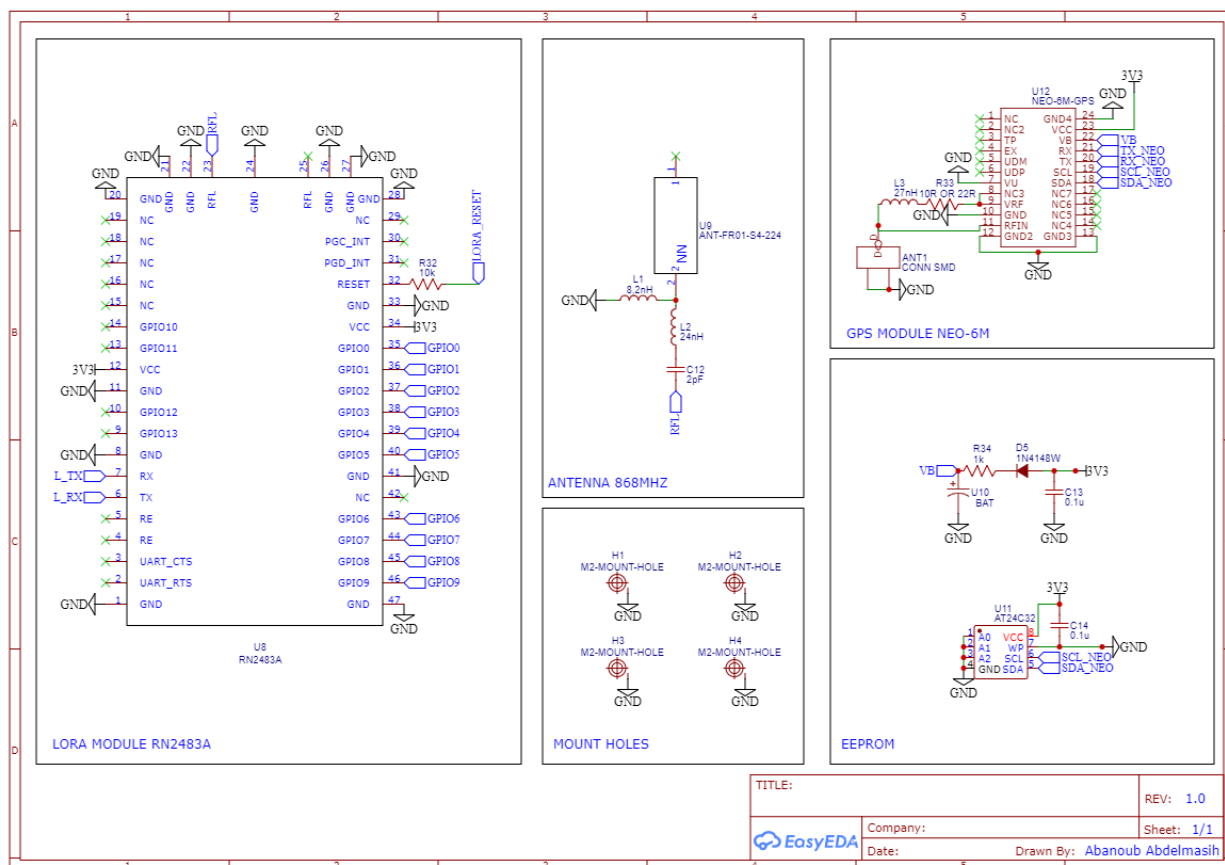 1 2 3 4 5
A
B
C
D
RFL
GND GND GND GND GND
21 22 23 24 25 26 27
GND GND
20 GND GND GND RFL GND RFL GND GND GND 28
19 NC NC 29
18 NC PGC_INT 30
17 NC PGD_INT 31
16 NC RESET 32
R32
10k
LORA_RESET
15 NC GND 33 GND
14 GPIO10 VCC 34 3V3
13 GPIO11 GPIO0 35 GPIO0
3V3 12 VCC GPIO1 36 GPIO1
GND 11 GND GPIO2 37 GPIO2
10 GPIO12 GPIO3 38 GPIO3
9 GPIO13 GPIO4 39 GPIO4
GND 8 GND GPIO5 40 GPIO5
L_TX 7 RX GND 41 GND
L_RX 6 TX NC 42
5 RE GPIO6 43 GPIO6
4 RE GPIO7 44 GPIO7
3 UART_CTS GPIO8 45 GPIO8
2 UART_RTS GPIO9 46 GPIO9
GND 1 GND GND 47
GND
U8
RN2483A
LORA MODULE RN2483A
1
1
U9
ANT-FR01-S4-224
NN
2
2
L1
8.2nH
GND
L2
24nH
C12
2pF
RFL
ANTENNA 868MHZ
H1
M2-MOUNT-HOLE
GND
H2
M2-MOUNT-HOLE
GND
H3
M2-MOUNT-HOLE
GND
H4
M2-MOUNT-HOLE
GND
MOUNT HOLES
3V3
U12
NEO-6M-GPS
GND
1 NC GND4 24
2 NC2 VCC 23
3 TP VB 22 VB
4 EX RX 21 TX_NEO
5 UDM TX 20 RX_NEO
6 UDP SCL 19 SCL_NEO
7 VU SDA 18 SDA_NEO
8 NC3 NC7 17
9 VRF NC6 16
10 GND NC5 15
11 RFIN NC4 14
12 GND2 GND3 13
GND
L3
27nH
R33
10R OR 22R
GND
GND
ANT1
CONN SMD
GND
GPS MODULE NEO-6M
VB
R34
1k
D5
1N4148W
3V3
U10
BAT
C13
0.1u
GND
GND
3V3
U11
AT24C32
C14
0.1u
1 A0 VCC 8
2 A1 WP 7 GND
3 A2 SCL 6 SCL_NEO
4 GND SDA 5 SDA_NEO
GND
EEPROM
TITLE:
REV: 1.0
EasyEDA
Company:
Sheet: 1/1
Date:
Drawn By: Abanoub Abdelmasih
1 2 3 4 5